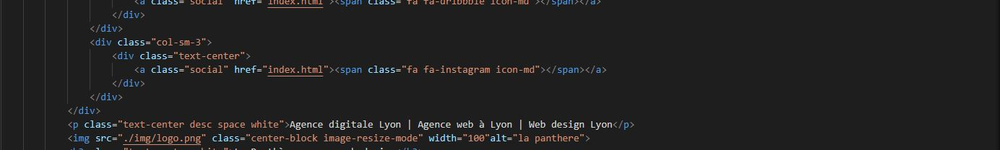 <a class="social" href="index.html"><span class="fa fa-dribbble icon-md"></span></a>
</div>
</div>
<div class="col-sm-3">
<div class="text-center">
<a class="social" href="index.html"><span class="fa fa-instagram icon-md"></span></a>
</div>
</div>
</div>
<p class="text-center desc space white">Agence digitale Lyon | Agence web à Lyon | Web design Lyon</p>
<img src="./img/logo.png" class="center-block image-resize-mode" width="100"alt="la panthere">